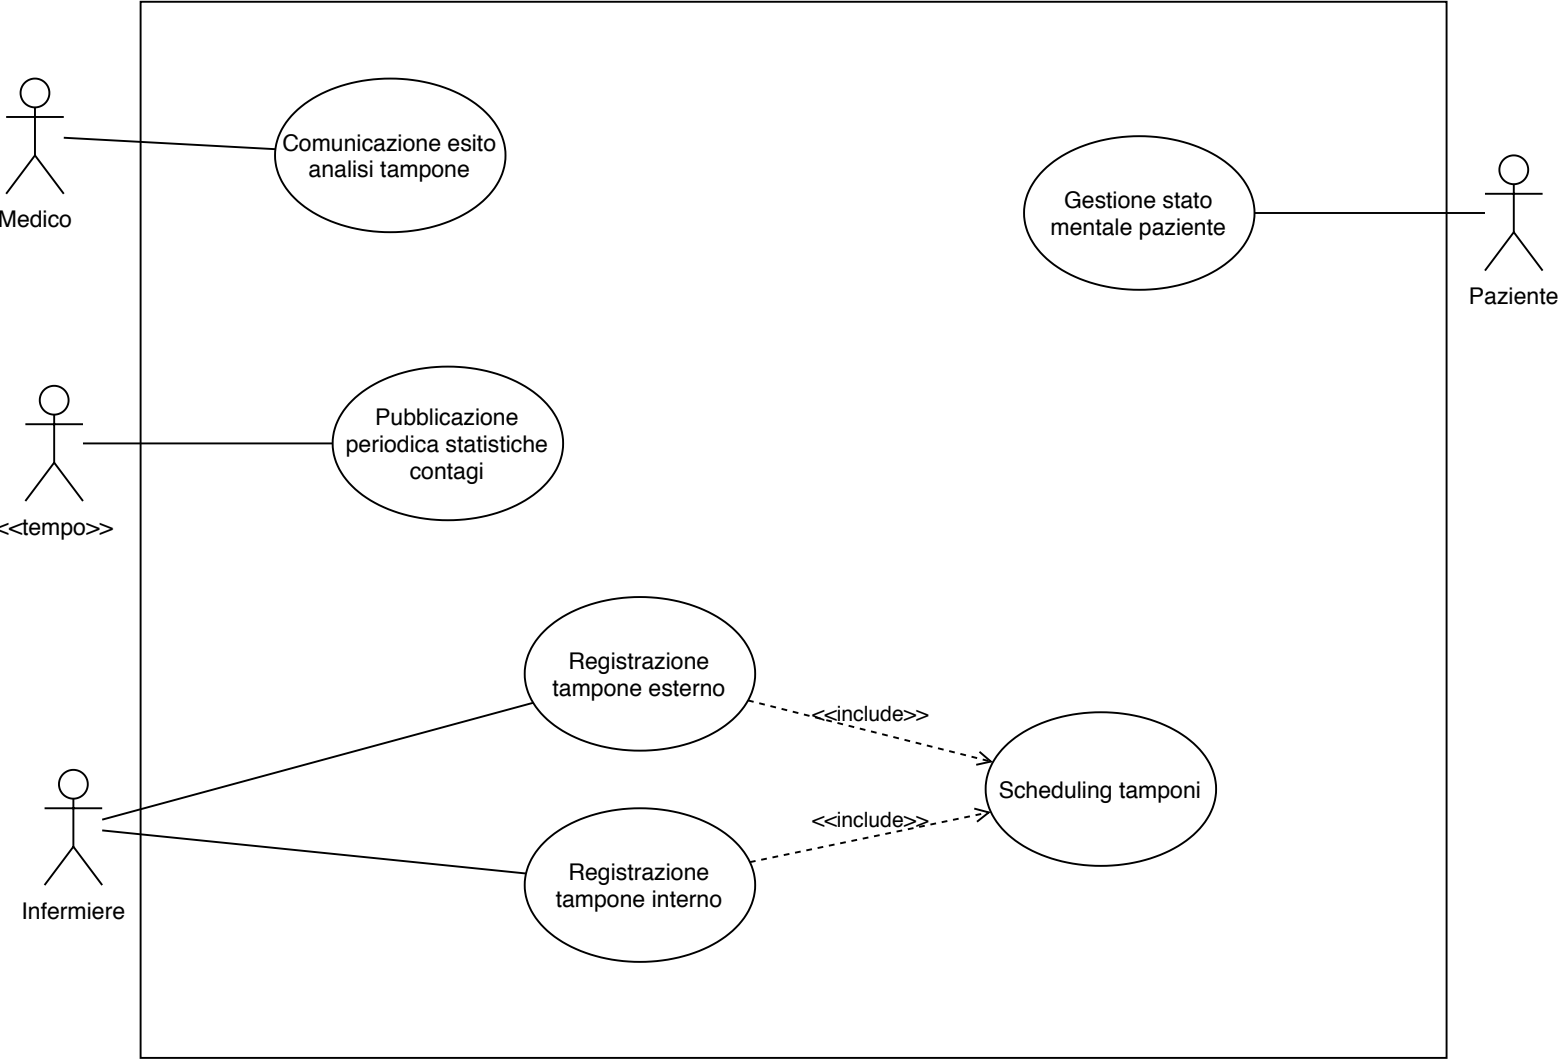 Comunicazione esito
analisi tampone
Medico
Gestione stato
mentale paziente
Paziente
Pubblicazione
periodica statistiche
contagi
<<tempo>>
Registrazione
tampone esterno
<<include>>
Scheduling tamponi
<<include>>
Registrazione
tampone interno
Infermiere